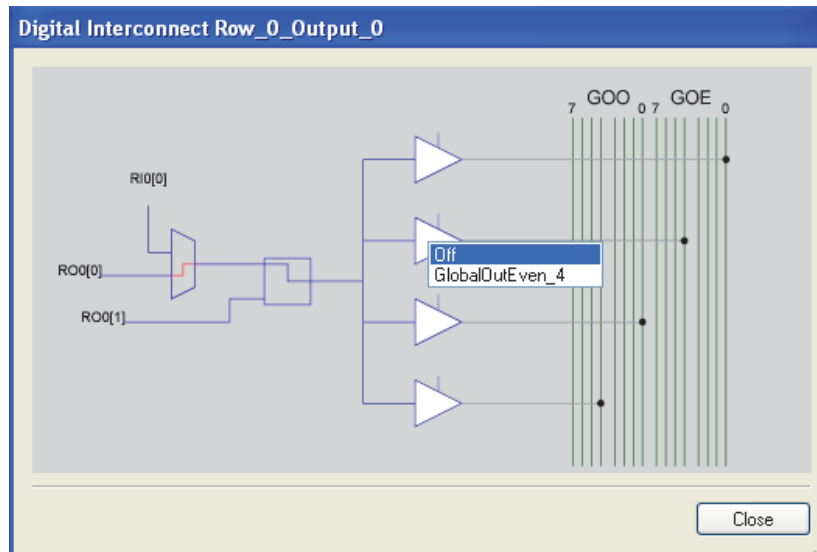 Digital Interconnect Row_0_Output_0
7 GOO 0 7 GOE 0
RI0[0]
Off
RO0[0]
GlobalOutEven_4
RO0[1]
Close